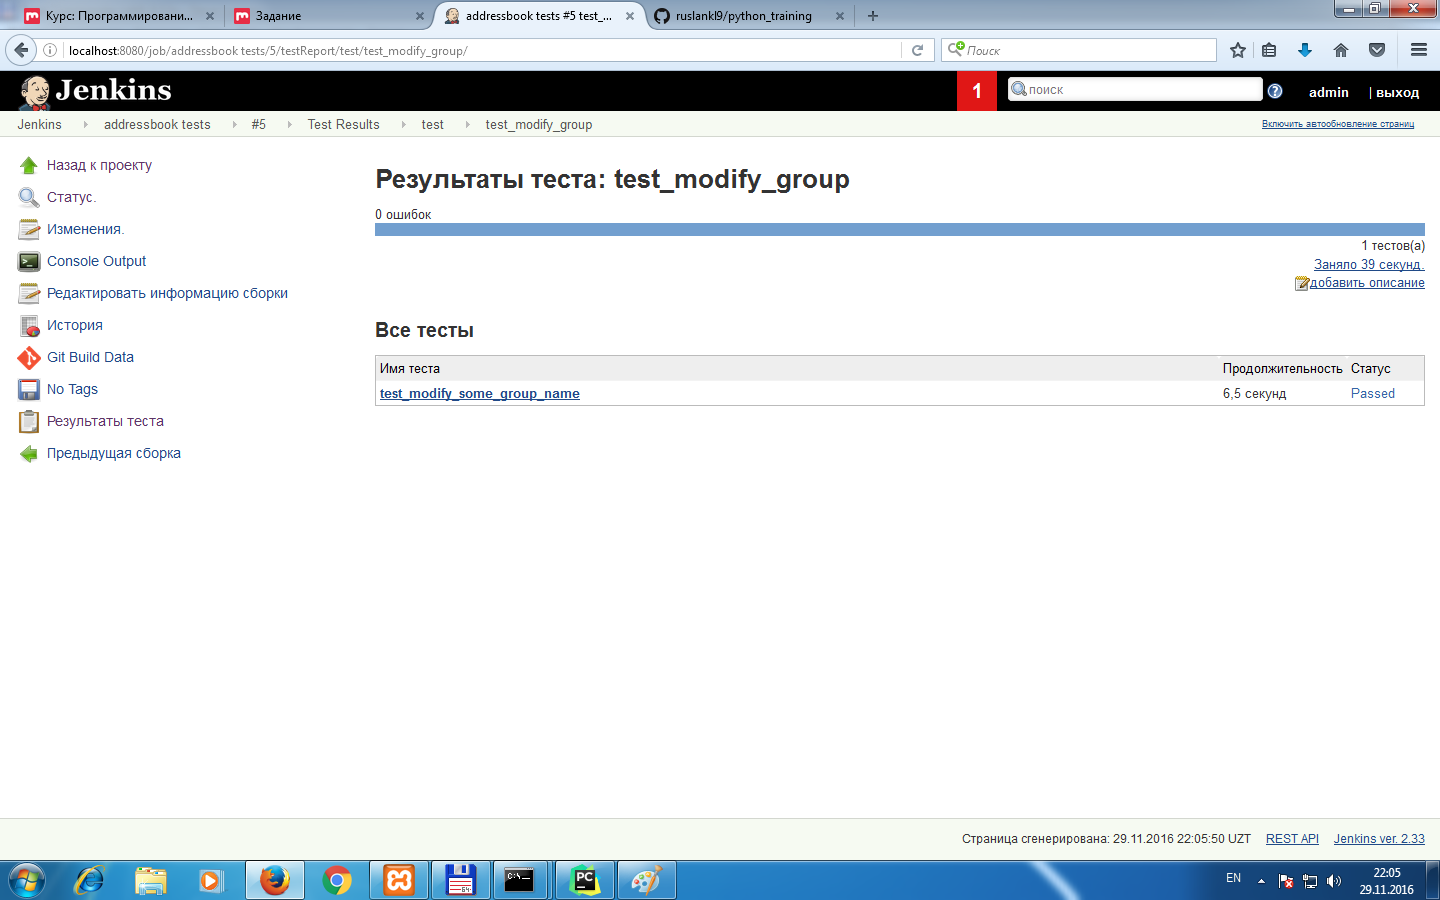 Курс: Программировани...
Задание
addressbook tests #5 test_...
ruslankl9/python_training
localhost:8080/job/addressbook tests/5/testReport/test/test_modify_group/
Поиск
Jenkins
1
поиск
admin
| выход
Jenkins
addressbook tests
#5
Test Results
test
test_modify_group
Включить автообновление страниц
Назад к проекту
Статус.
Изменения.
Console Output
Редактировать информацию сборки
История
Git Build Data
No Tags
Результаты теста
Предыдущая сборка
Результаты теста: test_modify_group
0 ошибок
1 тестов(а)
Заняло 39 секунд.
добавить описание
Все тесты
Имя теста Продолжительность Статус
test_modify_some_group_name 6,5 секунд Passed
Страница сгенерирована: 29.11.2016 22:05:50 UZT
REST API
Jenkins ver. 2.33
64
C:\_
PC
EN
22:05
29.11.2016